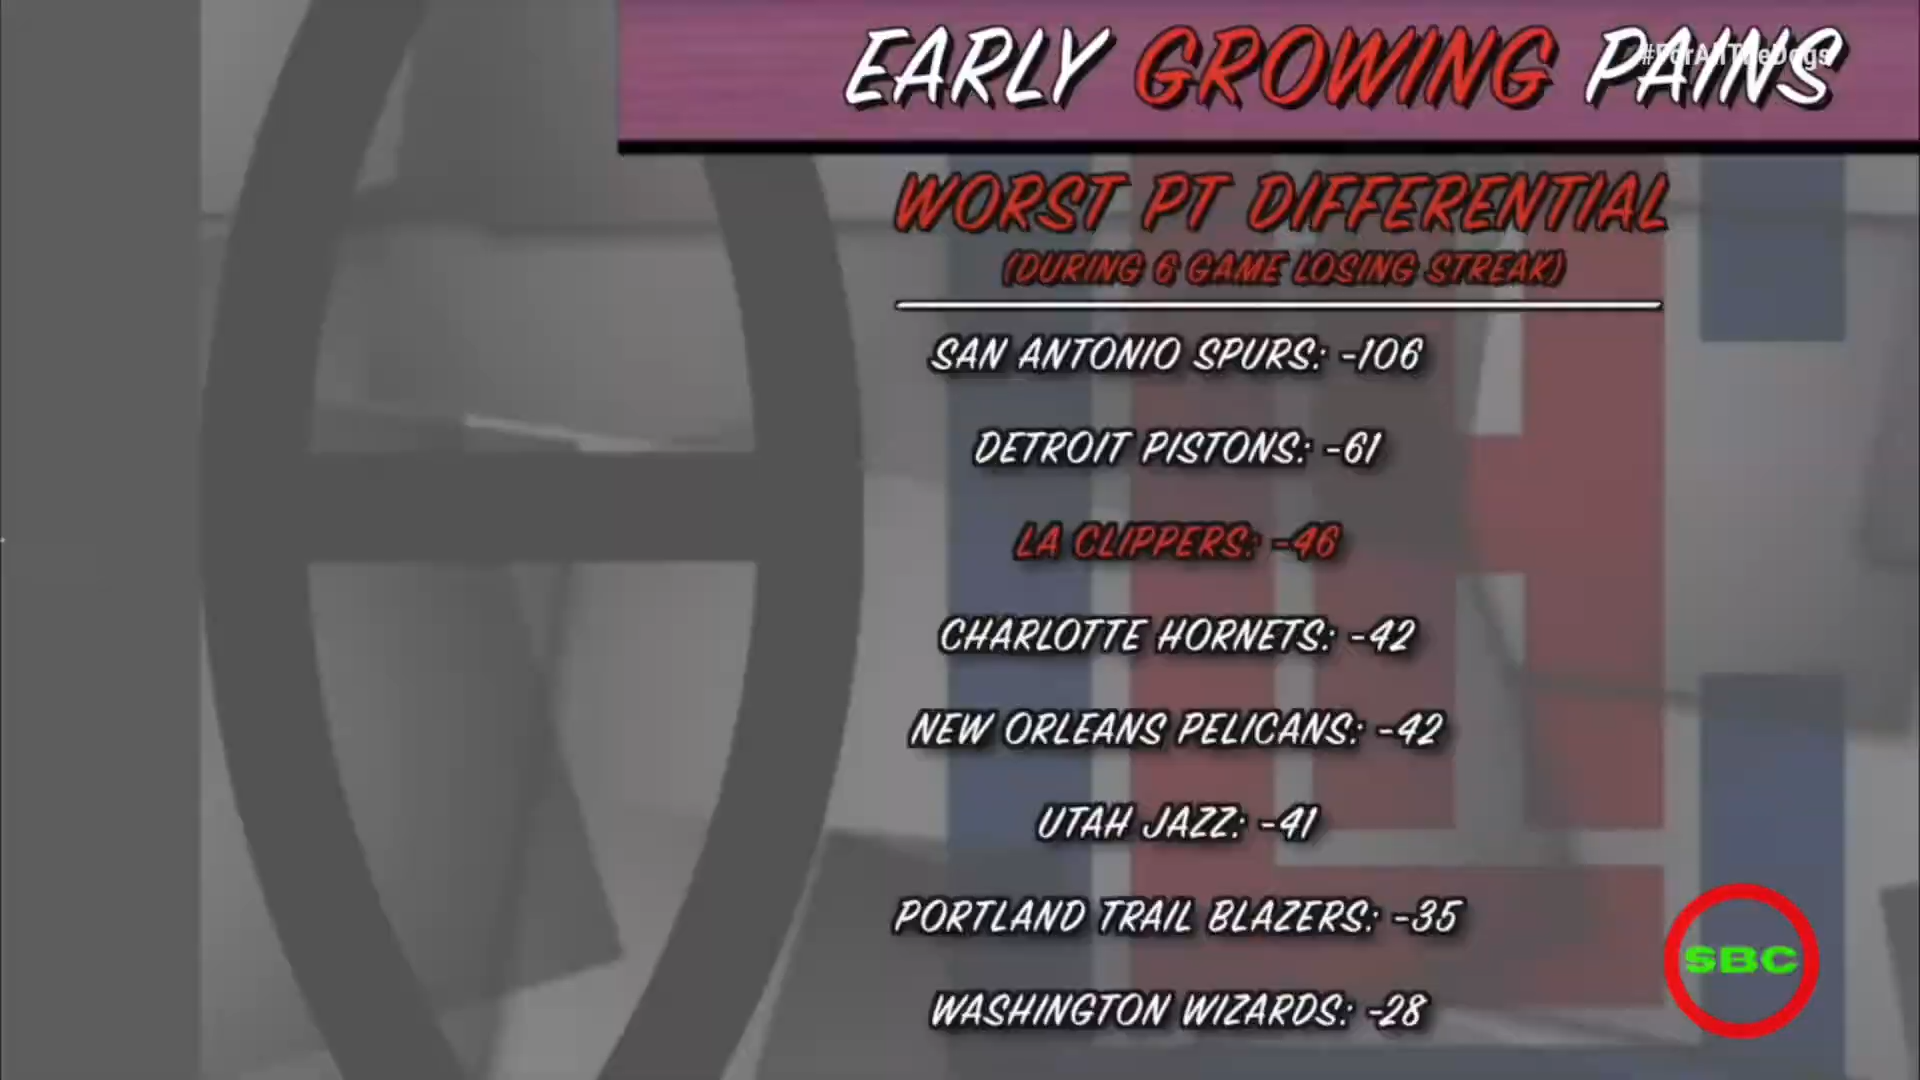 EARLY GROWING PAINS
#ForAllTheDogs
WORST PT DIFFERENTIAL
(DURING 6 GAME LOSING STREAK)
SAN ANTONIO SPURS: -106
DETROIT PISTONS: -61
LA CLIPPERS: -46
CHARLOTTE HORNETS: -42
NEW ORLEANS PELICANS: -42
UTAH JAZZ: -41
PORTLAND TRAIL BLAZERS: -35
SBC
WASHINGTON WIZARDS: -28